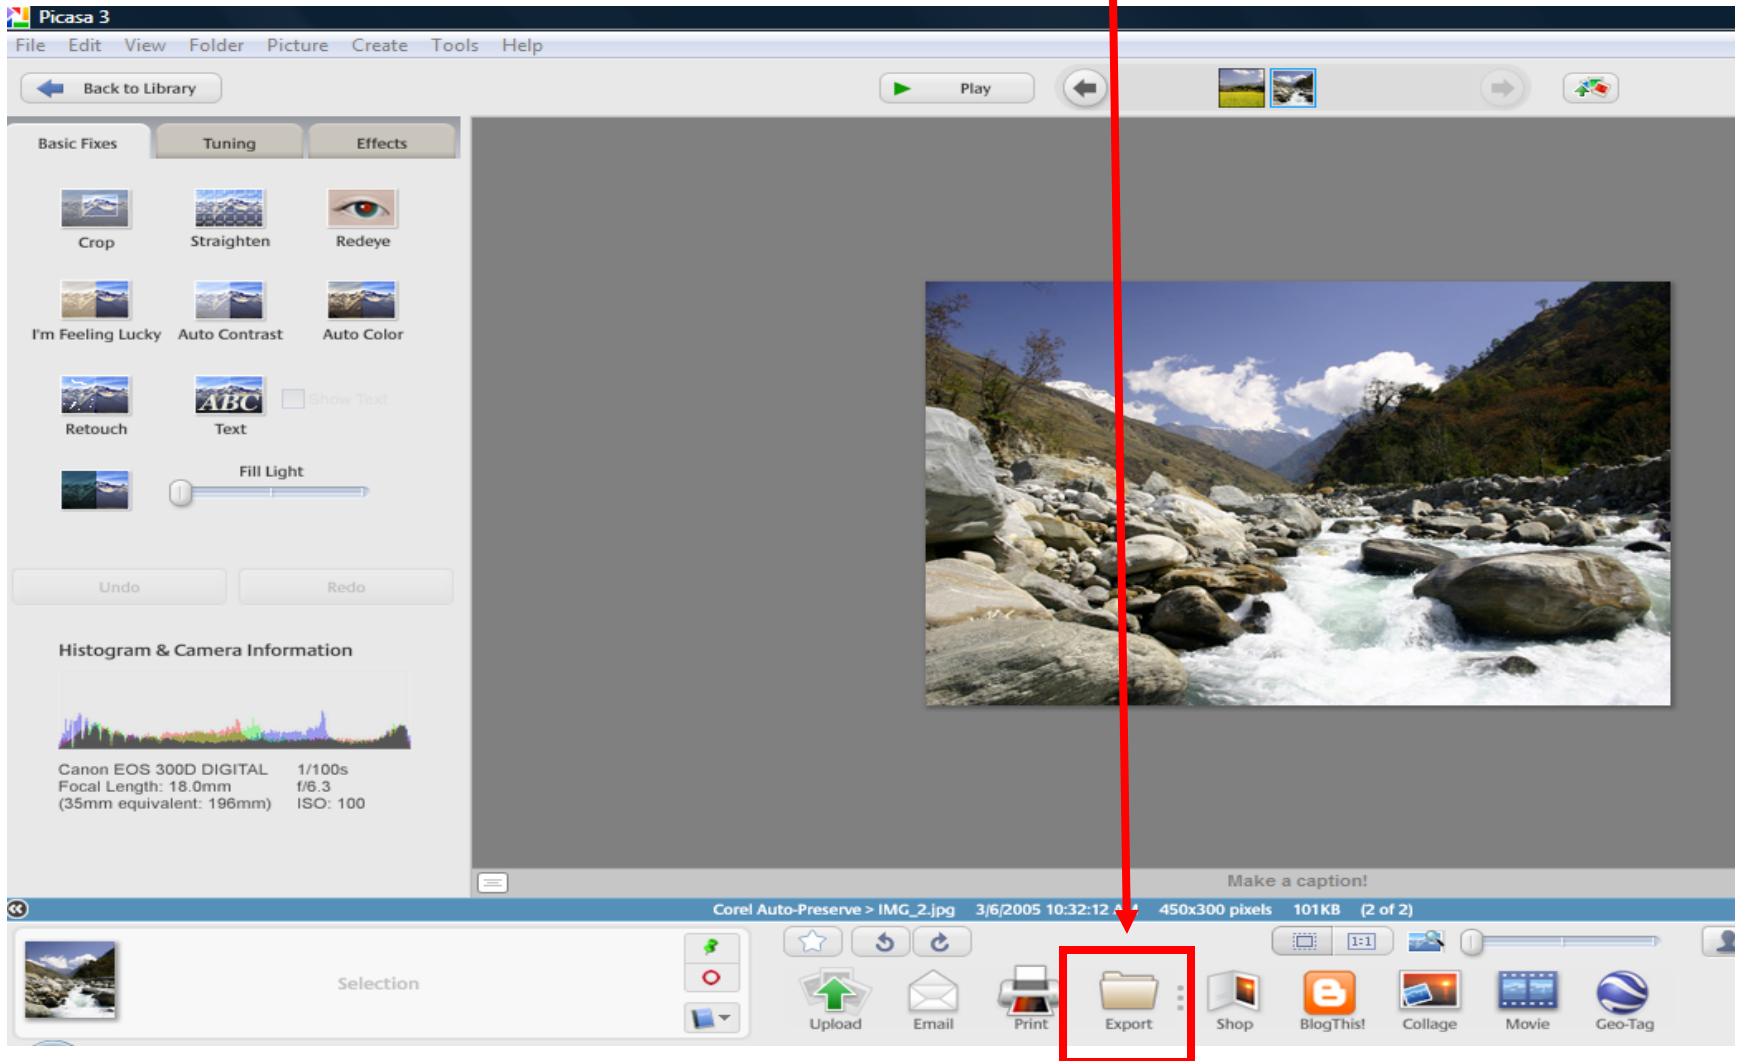 Picasa 3
File Edit View Folder Picture Create Tools Help
Back to Library
Play
Basic Fixes Tuning Effects
Crop Straighten Redeye
I'm Feeling Lucky Auto Contrast Auto Color
ABC Show Text
Retouch Text
Fill Light
Undo Redo
Histogram & Camera Information
Canon EOS 300D DIGITAL 1/100s
Focal Length: 18.0mm f/6.3
(35mm equivalent: 196mm) ISO: 100
Make a caption!
Corel Auto-Preserve > IMG_2.jpg 3/6/2005 10:32:12 450x300 pixels 101KB (2 of 2)
1:1
Selection
Upload Email Print Export Shop BlogThis! Collage Movie Geo-Tag